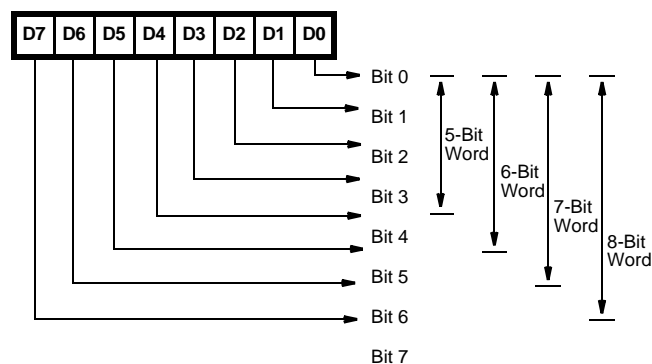 D7 D6 D5 D4 D3 D2 D1 D0
Bit 0
Bit 1
Bit 2
Bit 3
Bit 4
Bit 5
Bit 6
Bit 7
5-Bit
Word
6-Bit
Word
7-Bit
Word
8-Bit
Word